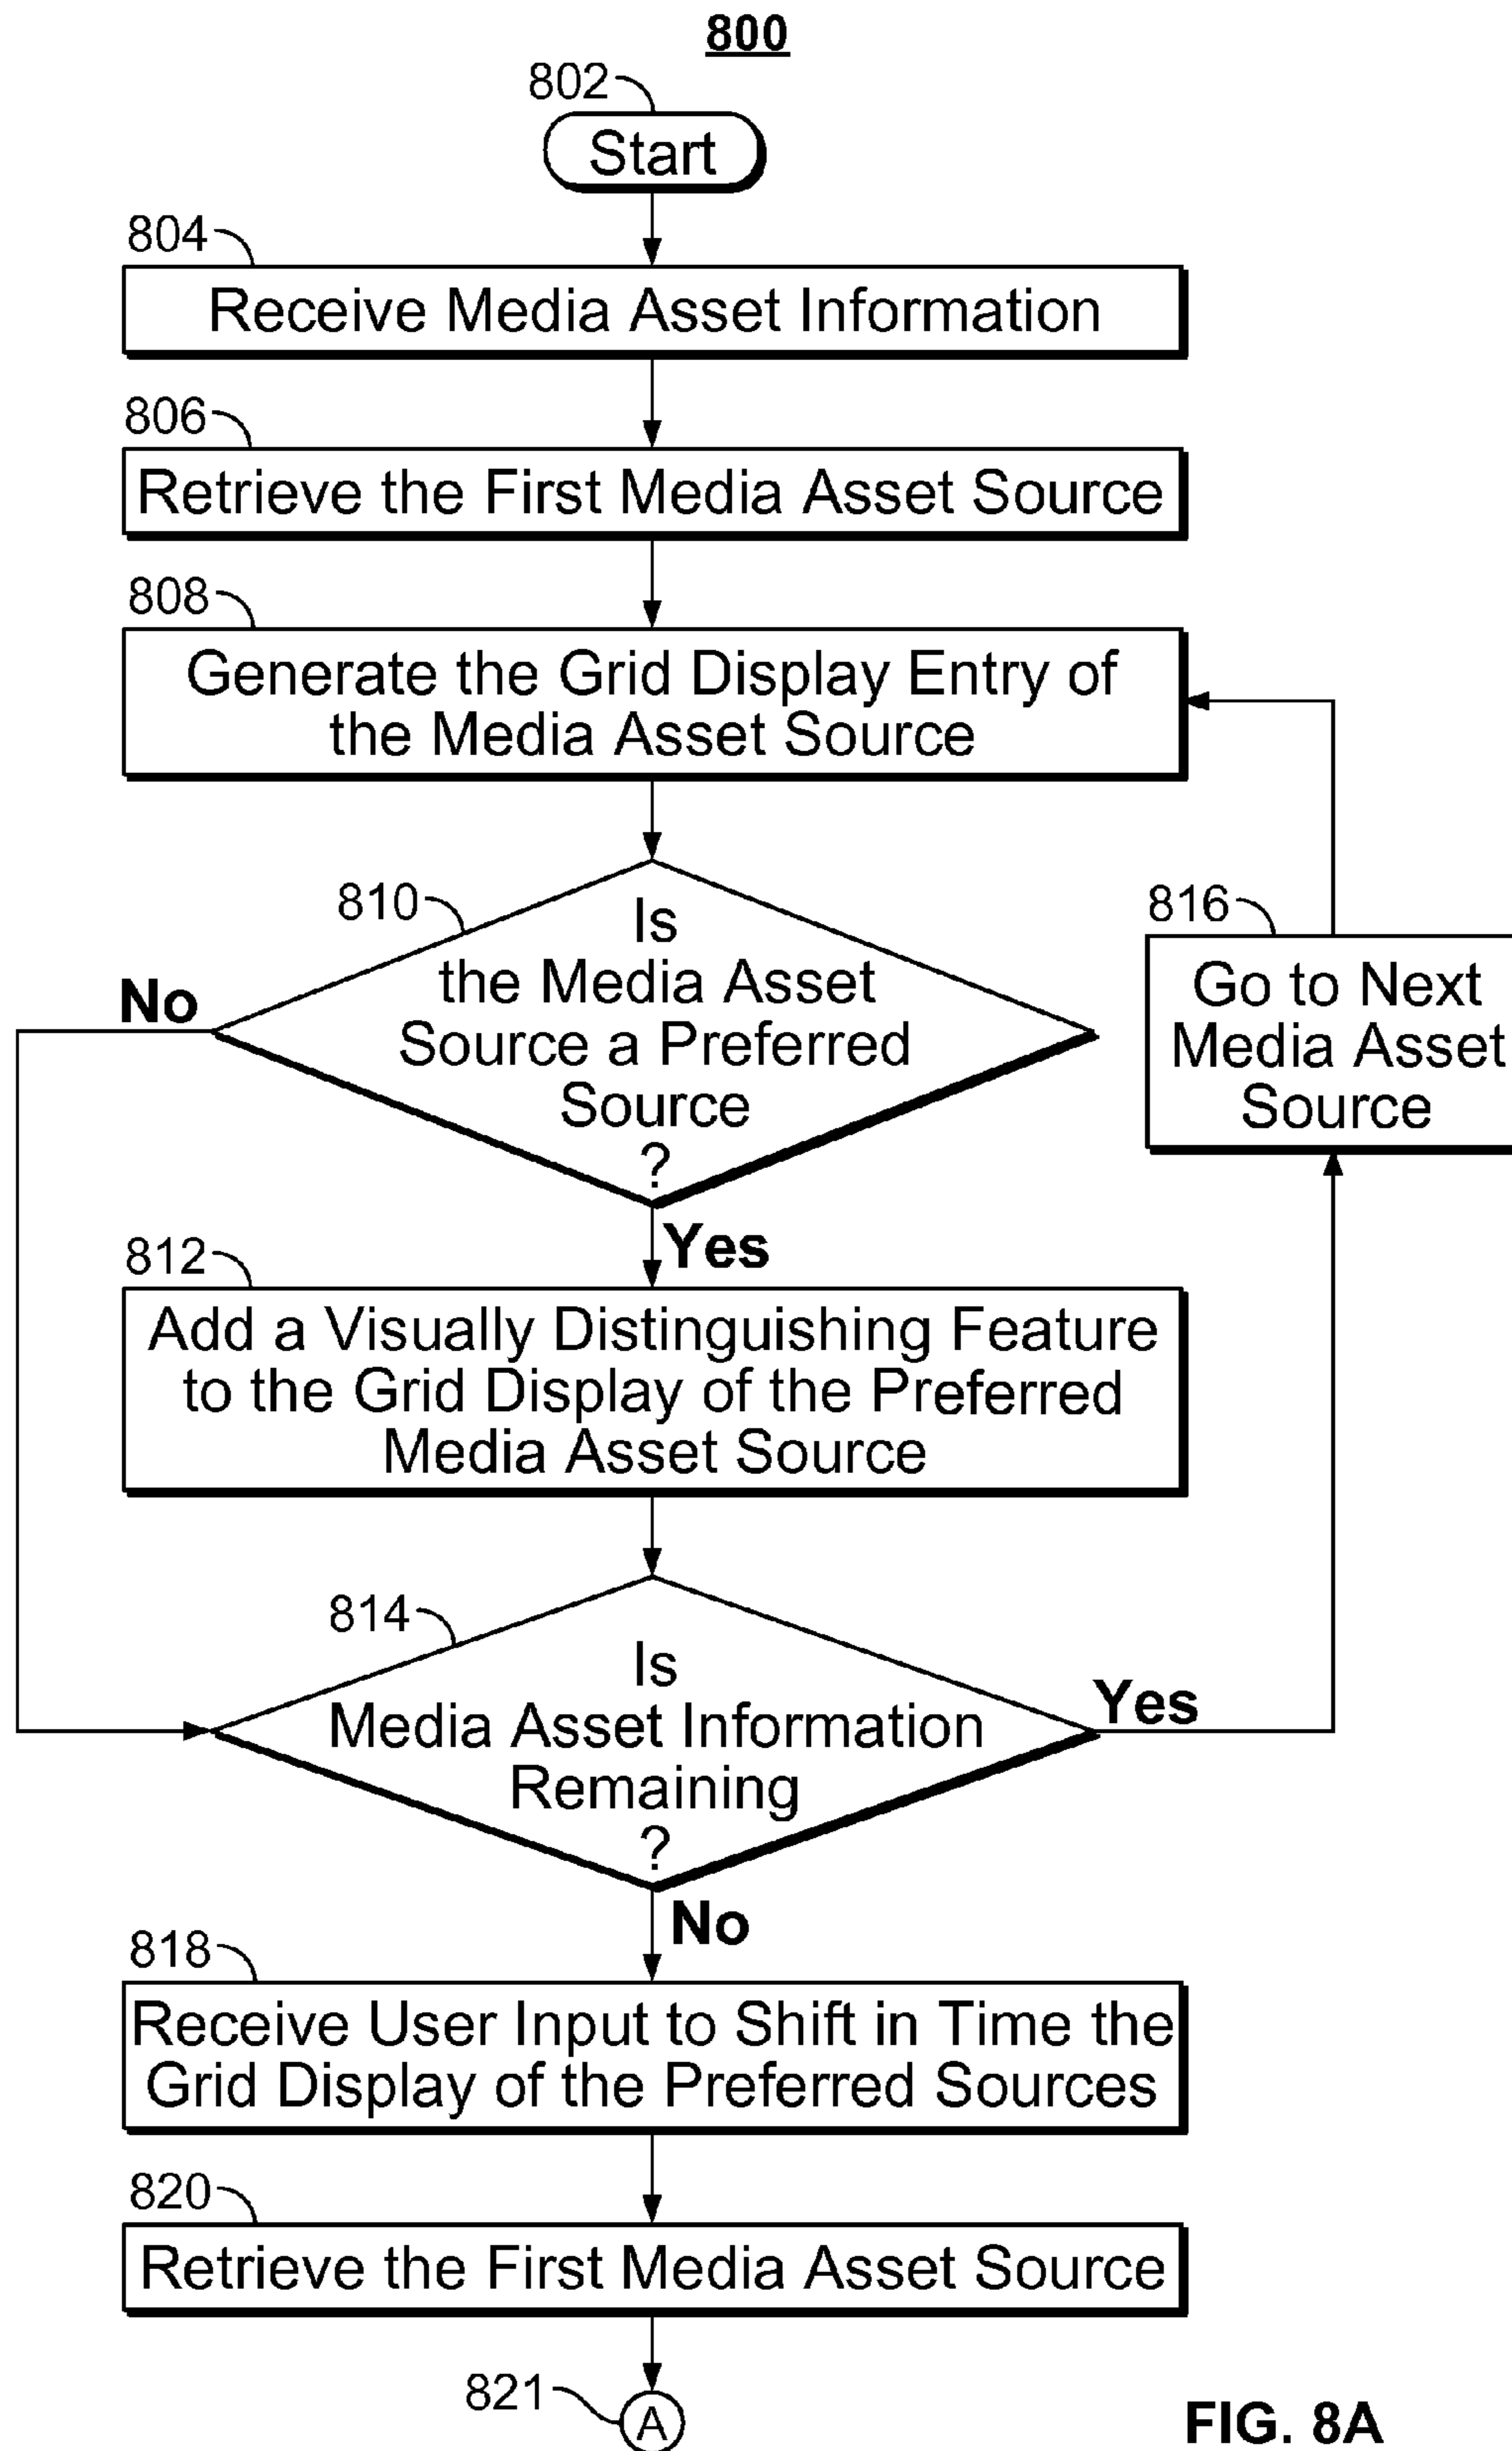 800
802
Start
804
Receive Media Asset Information
806
Retrieve the First Media Asset Source
808
Generate the Grid Display Entry of
the Media Asset Source
810
Is
the Media Asset
Source a Preferred
Source
?
No
816
Go to Next
Media Asset
Source
Yes
812
Add a Visually Distinguishing Feature
to the Grid Display of the Preferred
Media Asset Source
814
Is
Media Asset Information
Remaining
?
Yes
No
818
Receive User Input to Shift in Time the
Grid Display of the Preferred Sources
820
Retrieve the First Media Asset Source
821
A
FIG. 8A